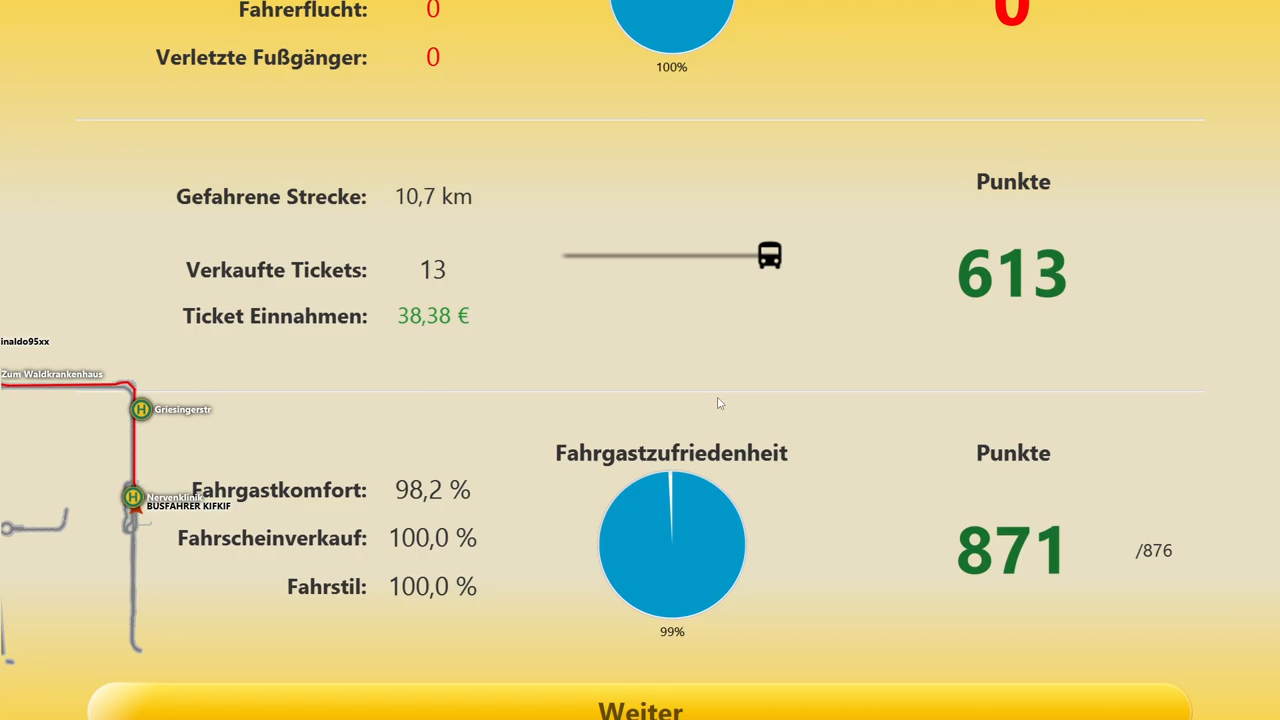 Fahrerflucht: 0 0
Verletzte Fußgänger: 0
100%
Punkte
Gefahrene Strecke: 10,7 km
613
Verkaufte Tickets: 13
Ticket Einnahmen: 38,38 €
inaldo95xx
Zum Waldkrankenhaus
H Griesingerstr
Fahrgastzufriedenheit Punkte
Fahrgastkomfort: 98,2 %
H Nervenklinik
BUSFAHRER KIFKIF
Fahrscheinverkauf: 100,0 %
871 /876
Fahrstil: 100,0 %
99%
Weiter